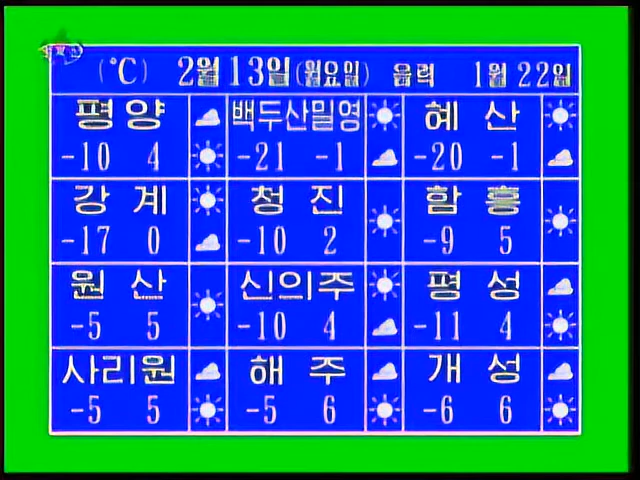 (℃) 2월 13일 (월요일) 음력 1월 22일
평양 백두산밀영 혜산
-10 4 -21 -1 -20 -1
강계 청진 함흥
-17 0 -10 2 -9 5
원산 신의주 평성
-5 5 -10 4 -11 4
사리원 해주 개성
-5 5 -5 6 -6 6